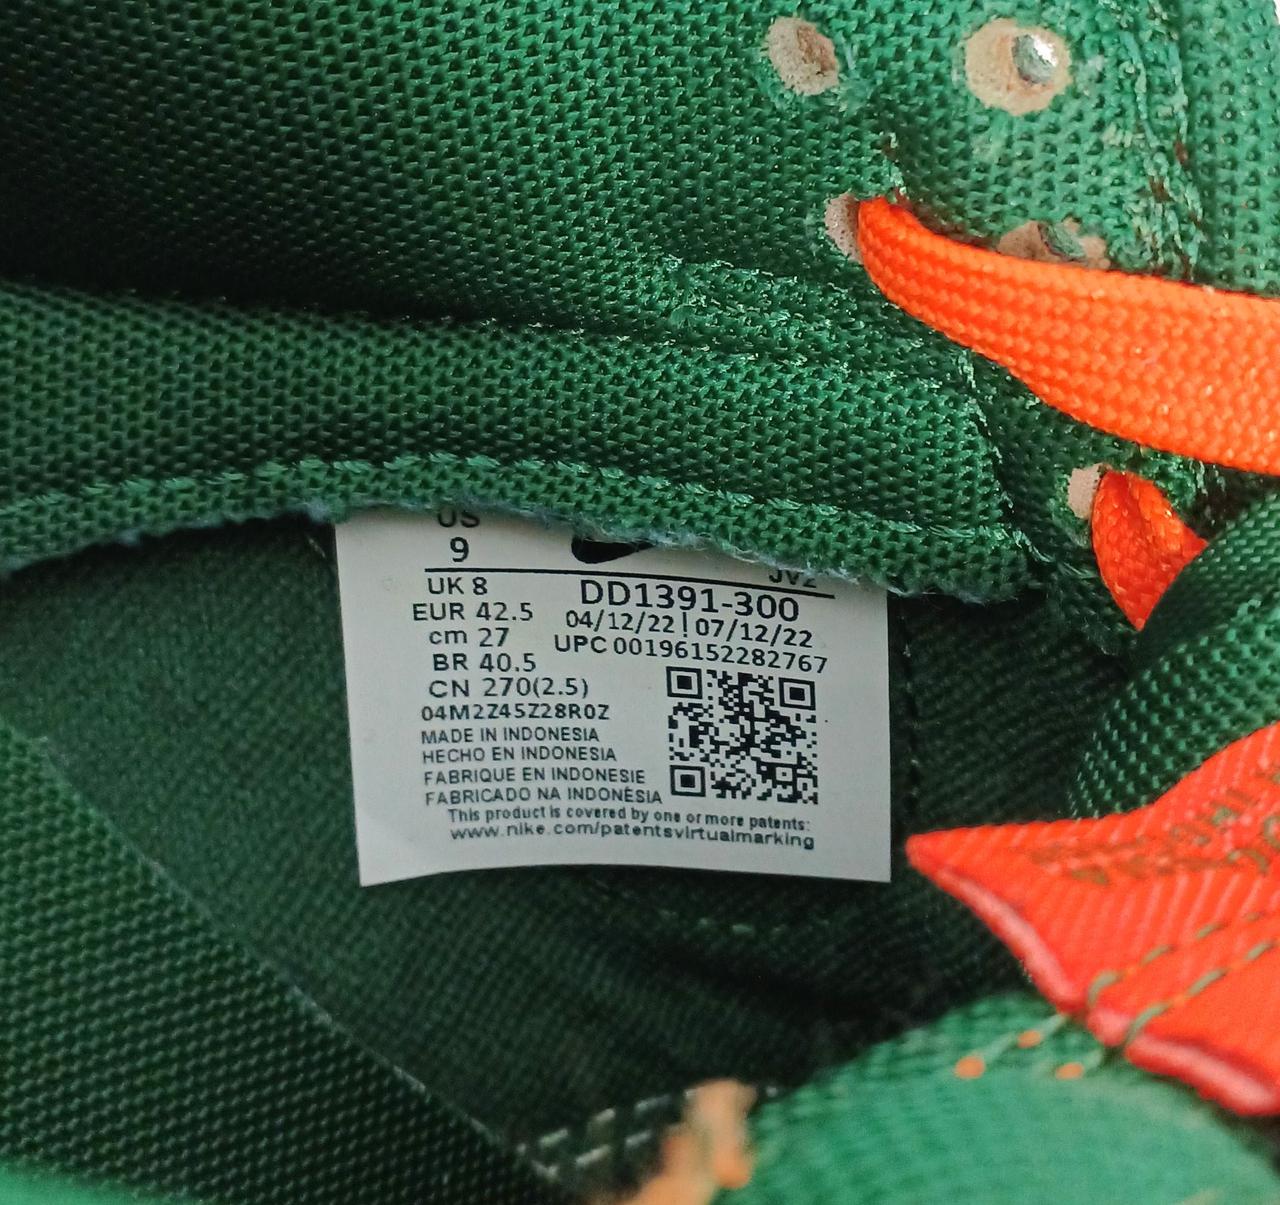 US
9
JV2
UK 8
DD1391-300
EUR 42.5
04/12/22 | 07/12/22
cm 27
UPC 00196152282767
BR 40.5
CN 270(2.5)
04M2Z45Z28R0Z
MADE IN INDONESIA
HECHO EN INDONESIA
FABRIQUE EN INDONESIE
FABRICADO NA INDONÉSIA
This product is covered by one or more patents:
www.nike.com/patentsvirtualmarking